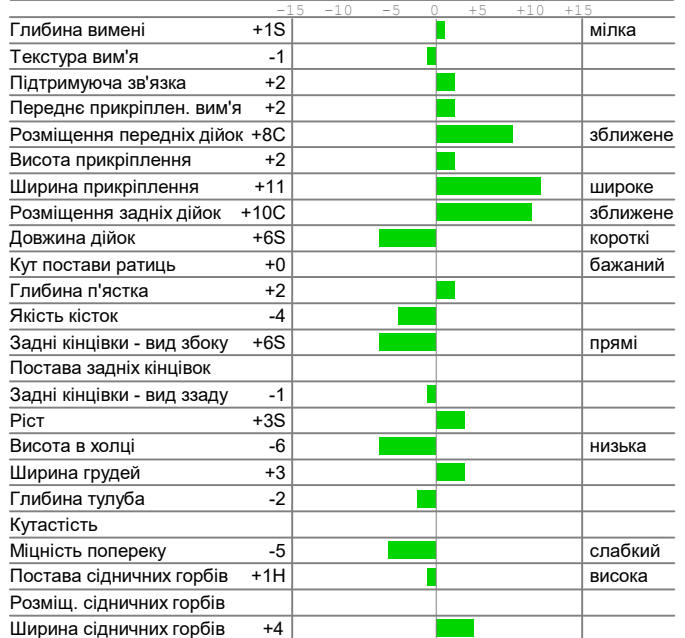 -15 -10 -5 0 +5 +10 +15
Глибина вимені +1S мілка
Текстура вим'я -1
Підтримуюча зв'язка +2
Переднє прикріплен. вим'я +2
Розміщення передніх дійок +8C зближене
Висота прикріплення +2
Ширина прикріплення +11 широке
Розміщення задніх дійок +10C зближене
Довжина дійок +6S короткі
Кут постави ратиць +0 бажаний
Глибина п'ястка +2
Якість кісток -4
Задні кінцівки - вид збоку +6S прямі
Постава задніх кінцівок
Задні кінцівки - вид ззаду -1
Ріст +3S
Висота в холці -6 низька
Ширина грудей +3
Глибина тулуба -2
Кутастість
Міцність попереку -5 слабкий
Постава сідничних горбів +1H висока
Розміщ. сідничних горбів
Ширина сідничних горбів +4